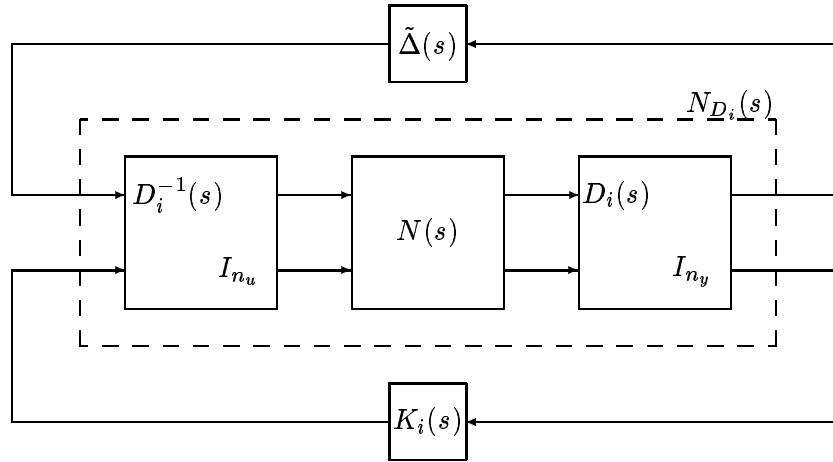 Δ̃(s)
N_{D_i}(s)
D_i^{-1}(s)
N(s)
D_i(s)
I_{n_u}
I_{n_y}
K_i(s)